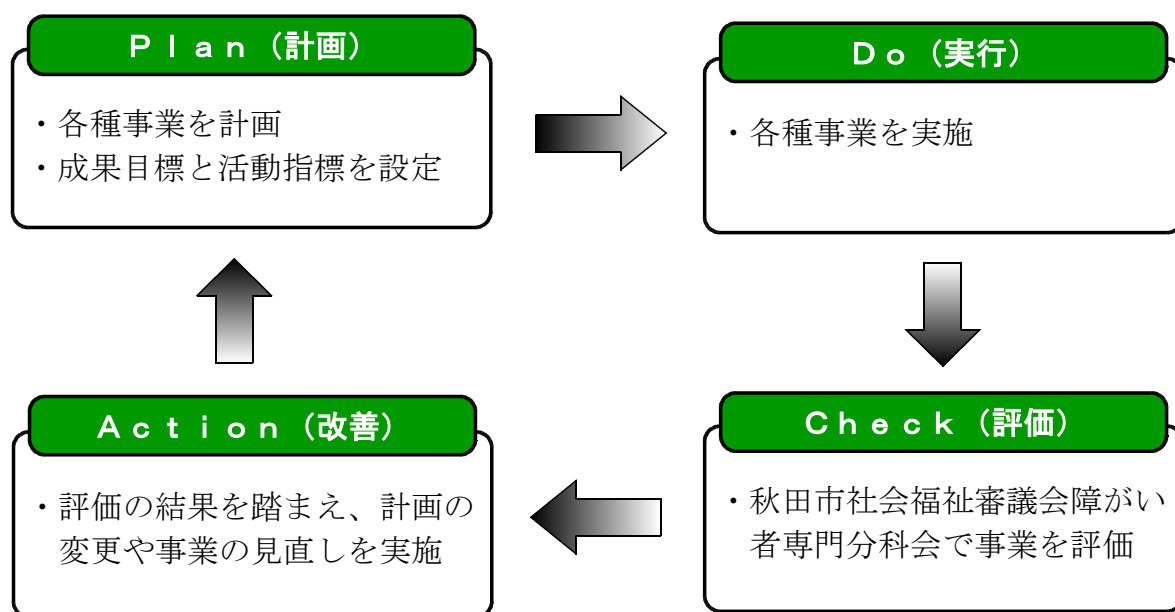 Ｐｌａｎ（計画）
・各種事業を計画
・成果目標と活動指標を設定
Ｄｏ（実行）
・各種事業を実施
Ｃｈｅｃｋ（評価）
・秋田市社会福祉審議会障がい
者専門分科会で事業を評価
Ａｃｔｉｏｎ（改善）
・評価の結果を踏まえ、計画の
変更や事業の見直しを実施